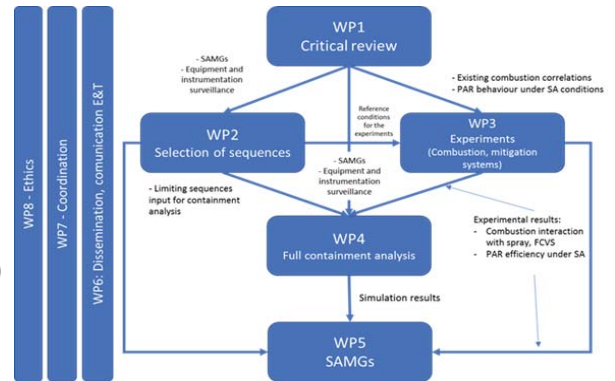 WP8 - Ethics
WP7 - Coordination
WP6: Dissemination, comunication E&T
WP1
Critical review
- SAMGs
- Equipment and
instrumentation
surveillance
- Existing combustion correlations
- PAR behaviour under SA conditions
Reference
conditions
for the
experiments
WP2
Selection of sequences
WP3
Experiments
(Combustion, mitigation
systems)
- SAMGs
- Equipment and
instrumentation
surveillance
- Limiting sequences
input for containment
analysis
WP4
Full containment analysis
Experimental results:
- Combustion interaction
with spray, FCVS
- PAR efficiency under SA
Simulation results
WP5
SAMGs